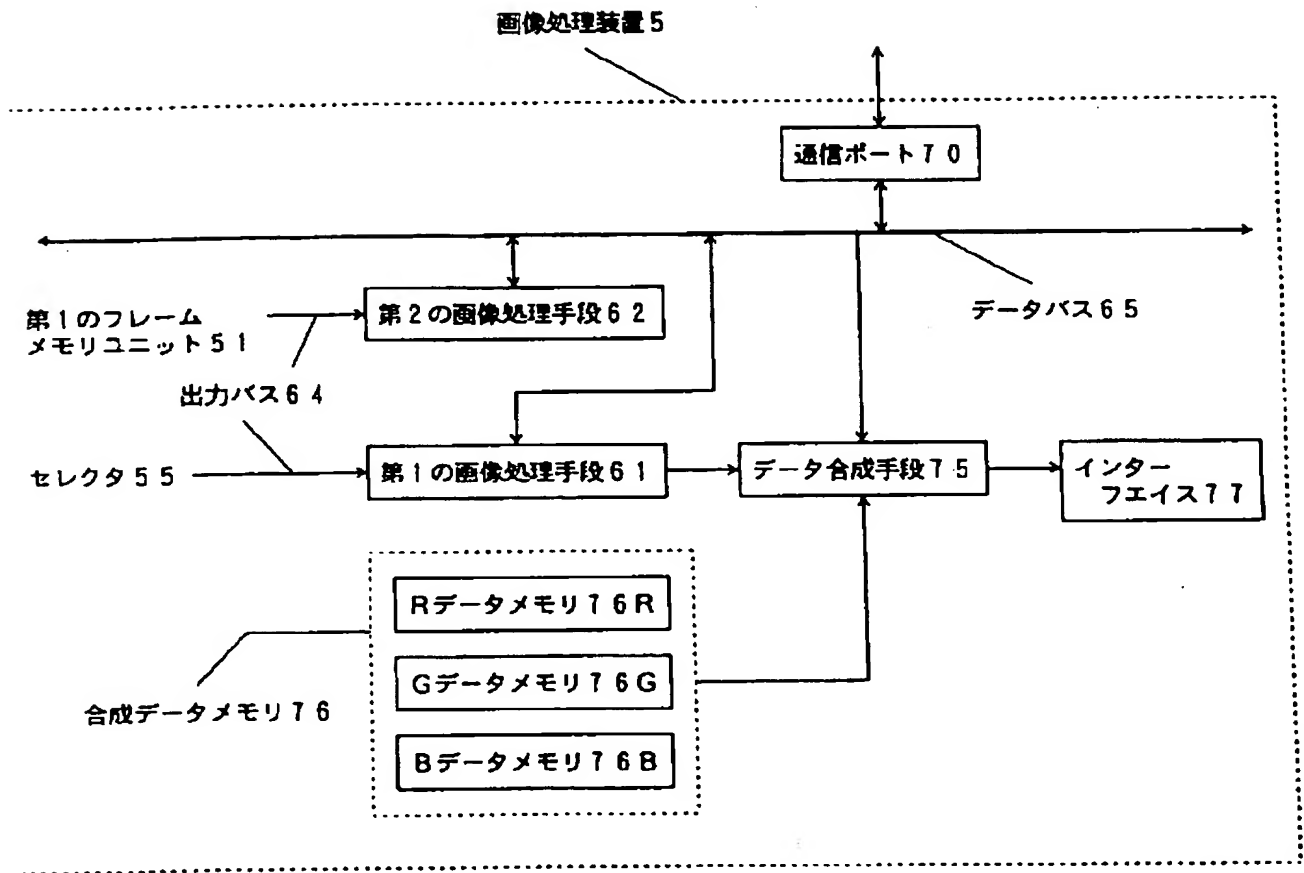 画像処理装置5
通信ポート70
データバス65
第1のフレーム
メモリユニット51
第2の画像処理手段62
出力バス64
セレクタ55
第1の画像処理手段61
データ合成手段75
インター
フエイス77
Rデータメモリ76R
Gデータメモリ76G
Bデータメモリ76B
合成データメモリ76